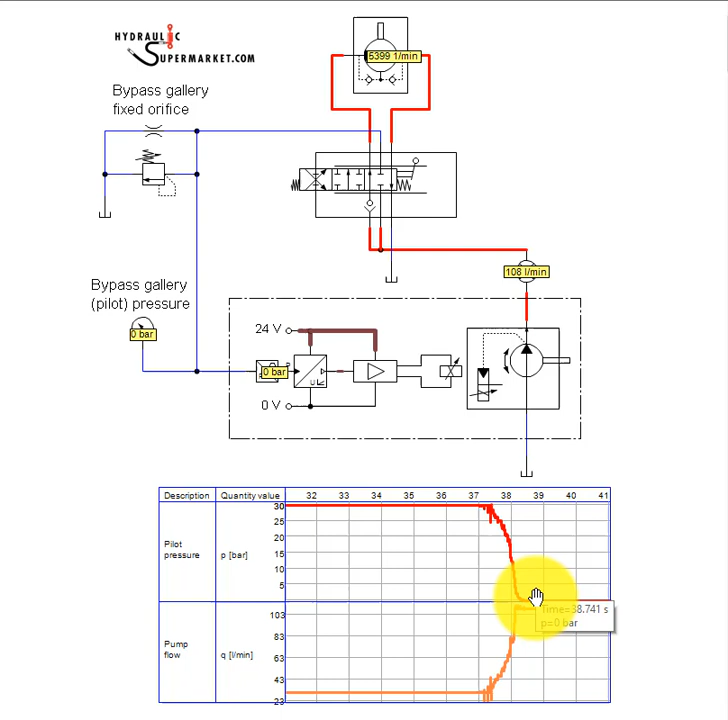 HYDRAULIC
SUPERMARKET.COM
5399 1/min
Bypass gallery
fixed orifice
108 l/min
Bypass gallery
(pilot) pressure
0 bar
24 V
0 bar
P
U
0 V
Description Quantity value 32 33 34 35 36 37 38 39 40 41
Pilot
pressure
p [bar]
30
25
20
15
10
5
Time=38.741 s
p=0 bar
Pump
flow
q [l/min]
103
83
63
43
23